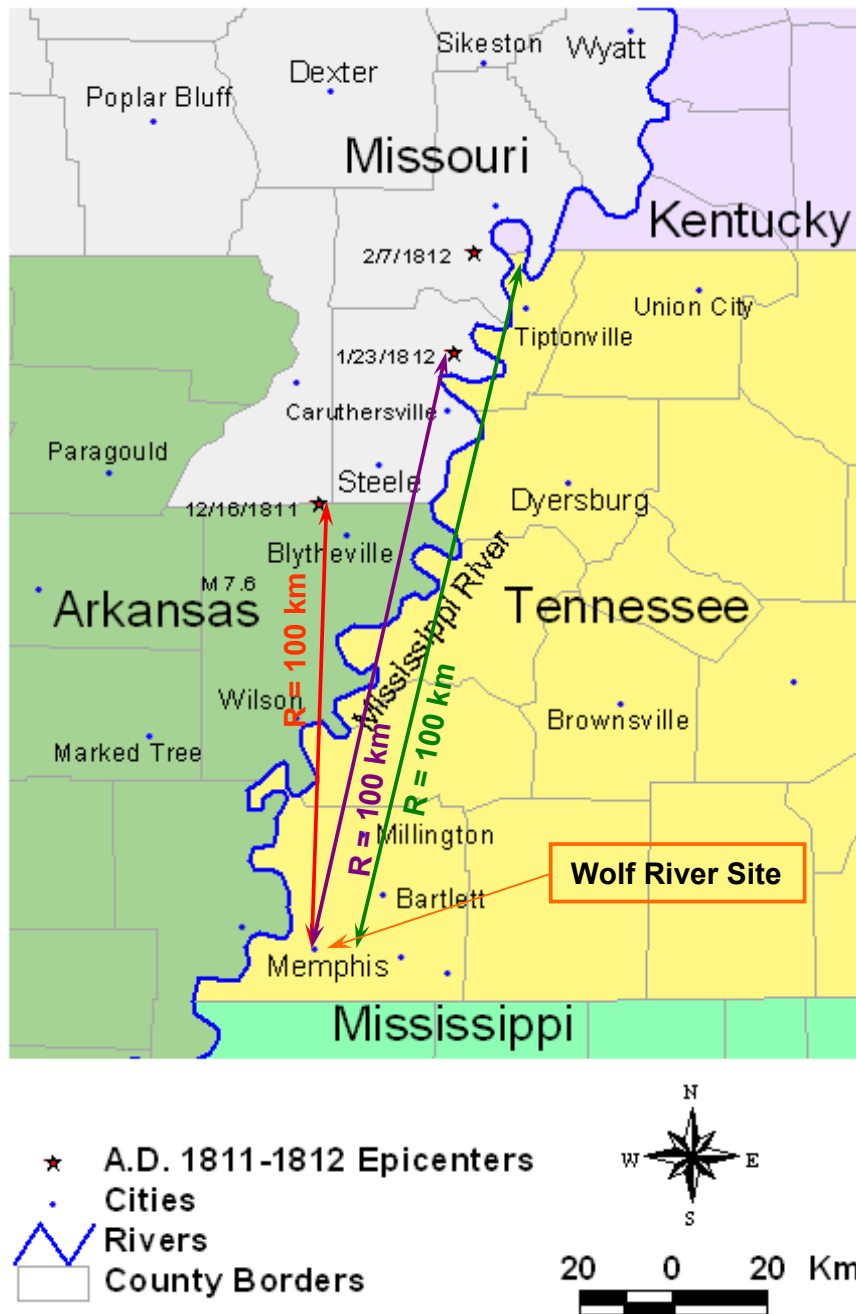 Sikeston
Wyatt
Dexter
Poplar Bluff
Missouri
Kentucky
2/7/1812
Union City
Tiptonville
1/23/1812
Caruthersville
Paragould
Steele
Dyersburg
12/16/1811
Blytheville
M 7.6
Arkansas
Tennessee
Mississippi River
R = 100 km
Wilson
R = 100 km
R = 100 km
Brownsville
Marked Tree
Millington
Wolf River Site
Bartlett
Memphis
Mississippi
N
W E
S
A.D. 1811-1812 Epicenters
Cities
Rivers
County Borders
20 0 20 Km